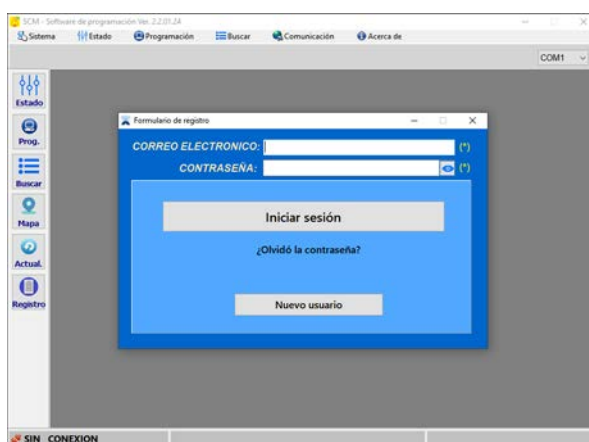 SCM - Software de programación Ver. 2.2.01.24
Sistema Estado Programación Buscar Comunicación Acerca de
COM1
Estado
Prog.
Buscar
Mapa
Actual.
Registro
Formulario de registro
CORREO ELECTRONICO: (*)
CONTRASEÑA: (*)
Iniciar sesión
¿Olvidó la contraseña?
Nuevo usuario
SIN CONEXION